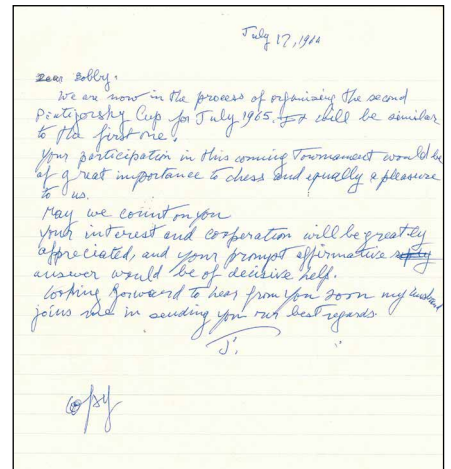 July 17, 1964
Dear Bobby:
We are now in the process of organising the second
Piatigorsky Cup for July 1965. It will be similar
to the first one.
Your participation in this coming Tournament would be
of great importance to chess and equally a pleasure
to us.
May we count on you
Your interest and cooperation will be greatly
appreciated, and your prompt affirmative reply
answer would be of decisive help.
Looking forward to hear from you soon my husband
joins me in sending you our best regards
J.
copy